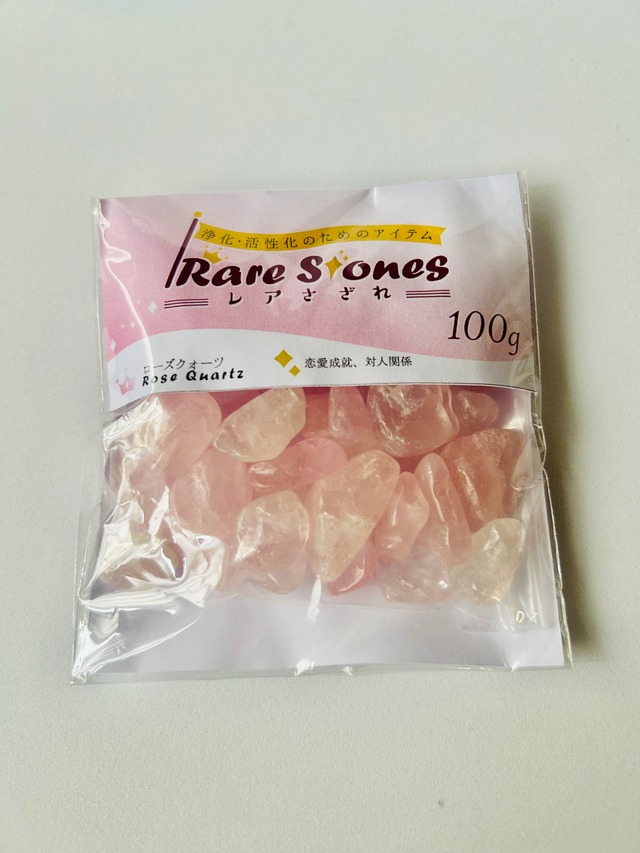 浄化・活性化のためのアイテム
Rare Stones
レアさざれ
100g
ローズクォーツ
Rose Quartz
恋愛成就、対人関係